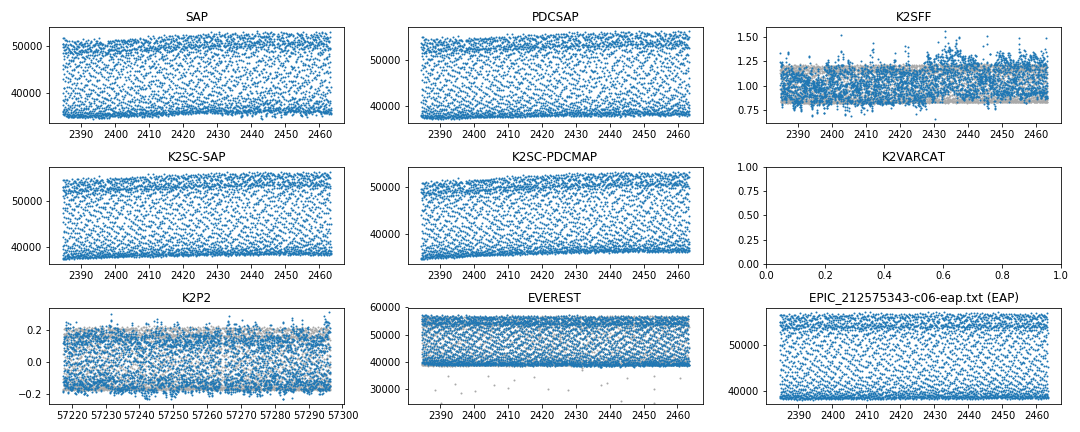 SAP
50000
40000
2390 2400 2410 2420 2430 2440 2450 2460
PDCSAP
50000
40000
2390 2400 2410 2420 2430 2440 2450 2460
K2SFF
1.50
1.25
1.00
0.75
2390 2400 2410 2420 2430 2440 2450 2460
K2SC-SAP
50000
40000
2390 2400 2410 2420 2430 2440 2450 2460
K2SC-PDCMAP
50000
40000
2390 2400 2410 2420 2430 2440 2450 2460
K2VARCAT
1.00
0.75
0.50
0.25
0.00
0.0 0.2 0.4 0.6 0.8 1.0
K2P2
0.2
0.0
−0.2
57220 57230 57240 57250 57260 57270 57280 57290 57300
EVEREST
60000
50000
40000
30000
2390 2400 2410 2420 2430 2440 2450 2460
EPIC_212575343-c06-eap.txt (EAP)
50000
40000
2390 2400 2410 2420 2430 2440 2450 2460